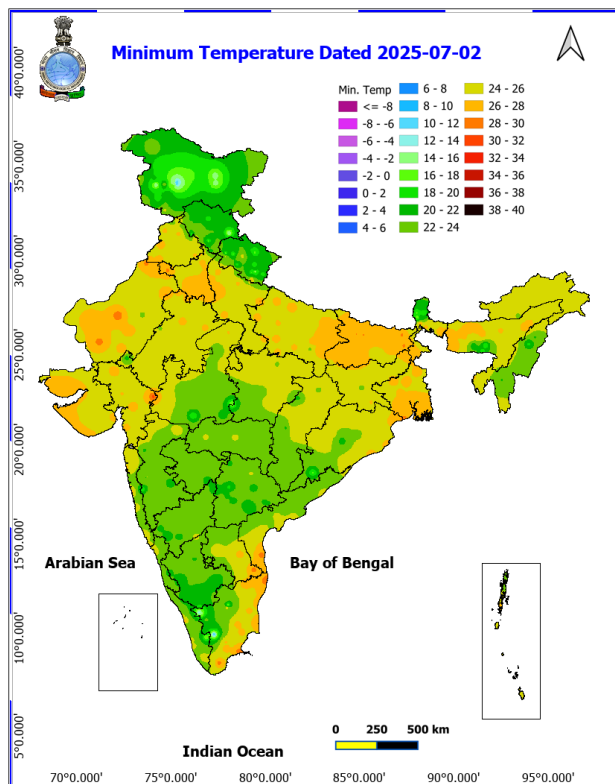 Minimum Temperature Dated 2025-07-02
Min. Temp
<= -8
-8 - -6
-6 - -4
-4 - -2
-2 - 0
0 - 2
2 - 4
4 - 6
6 - 8
8 - 10
10 - 12
12 - 14
14 - 16
16 - 18
18 - 20
20 - 22
22 - 24
24 - 26
26 - 28
28 - 30
30 - 32
32 - 34
34 - 36
36 - 38
38 - 40
40°0.000'
35°0.000'
30°0.000'
25°0.000'
20°0.000'
15°0.000'
10°0.000'
5°0.000'
Arabian Sea
Bay of Bengal
Indian Ocean
0 250 500 km
70°0.000' 75°0.000' 80°0.000' 85°0.000' 90°0.000' 95°0.000'